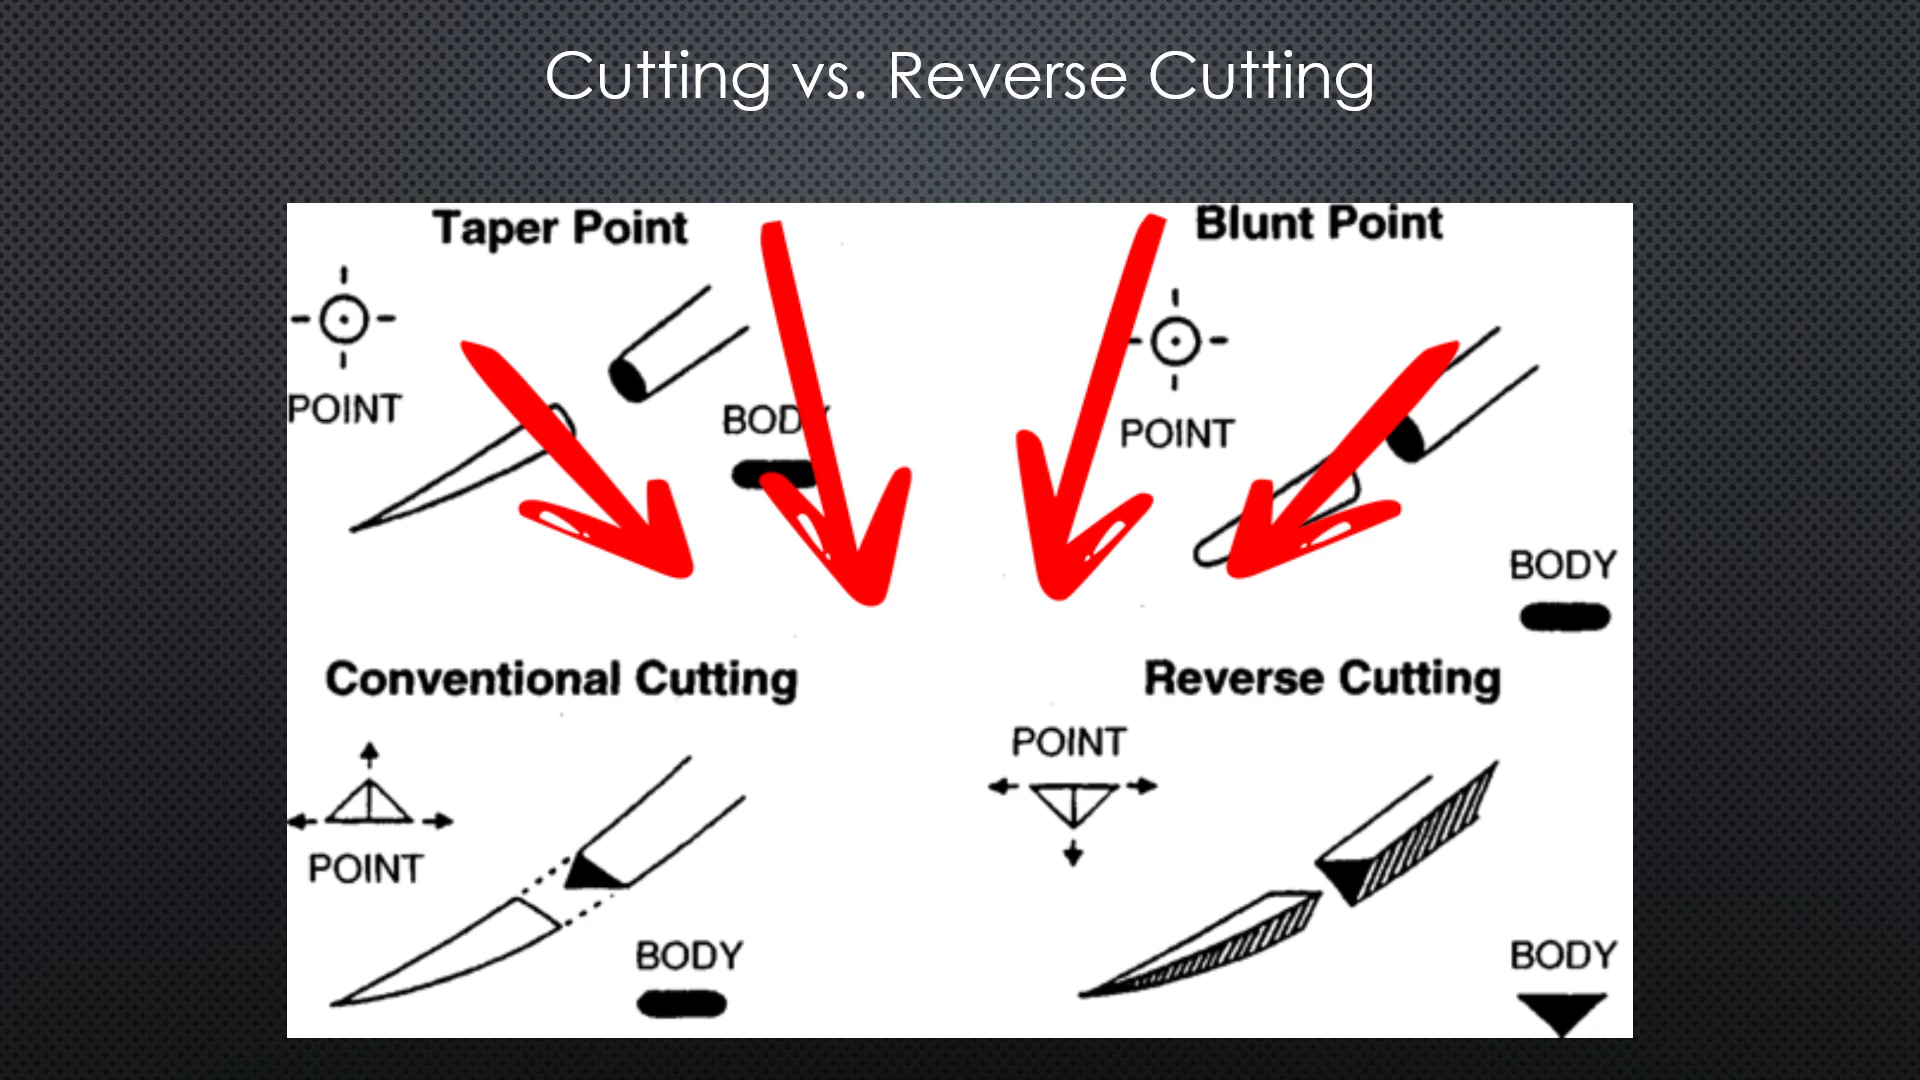 Cutting vs. Reverse Cutting
Taper Point
Blunt Point
POINT
BODY
POINT
BODY
Conventional Cutting
Reverse Cutting
POINT
POINT
BODY
BODY